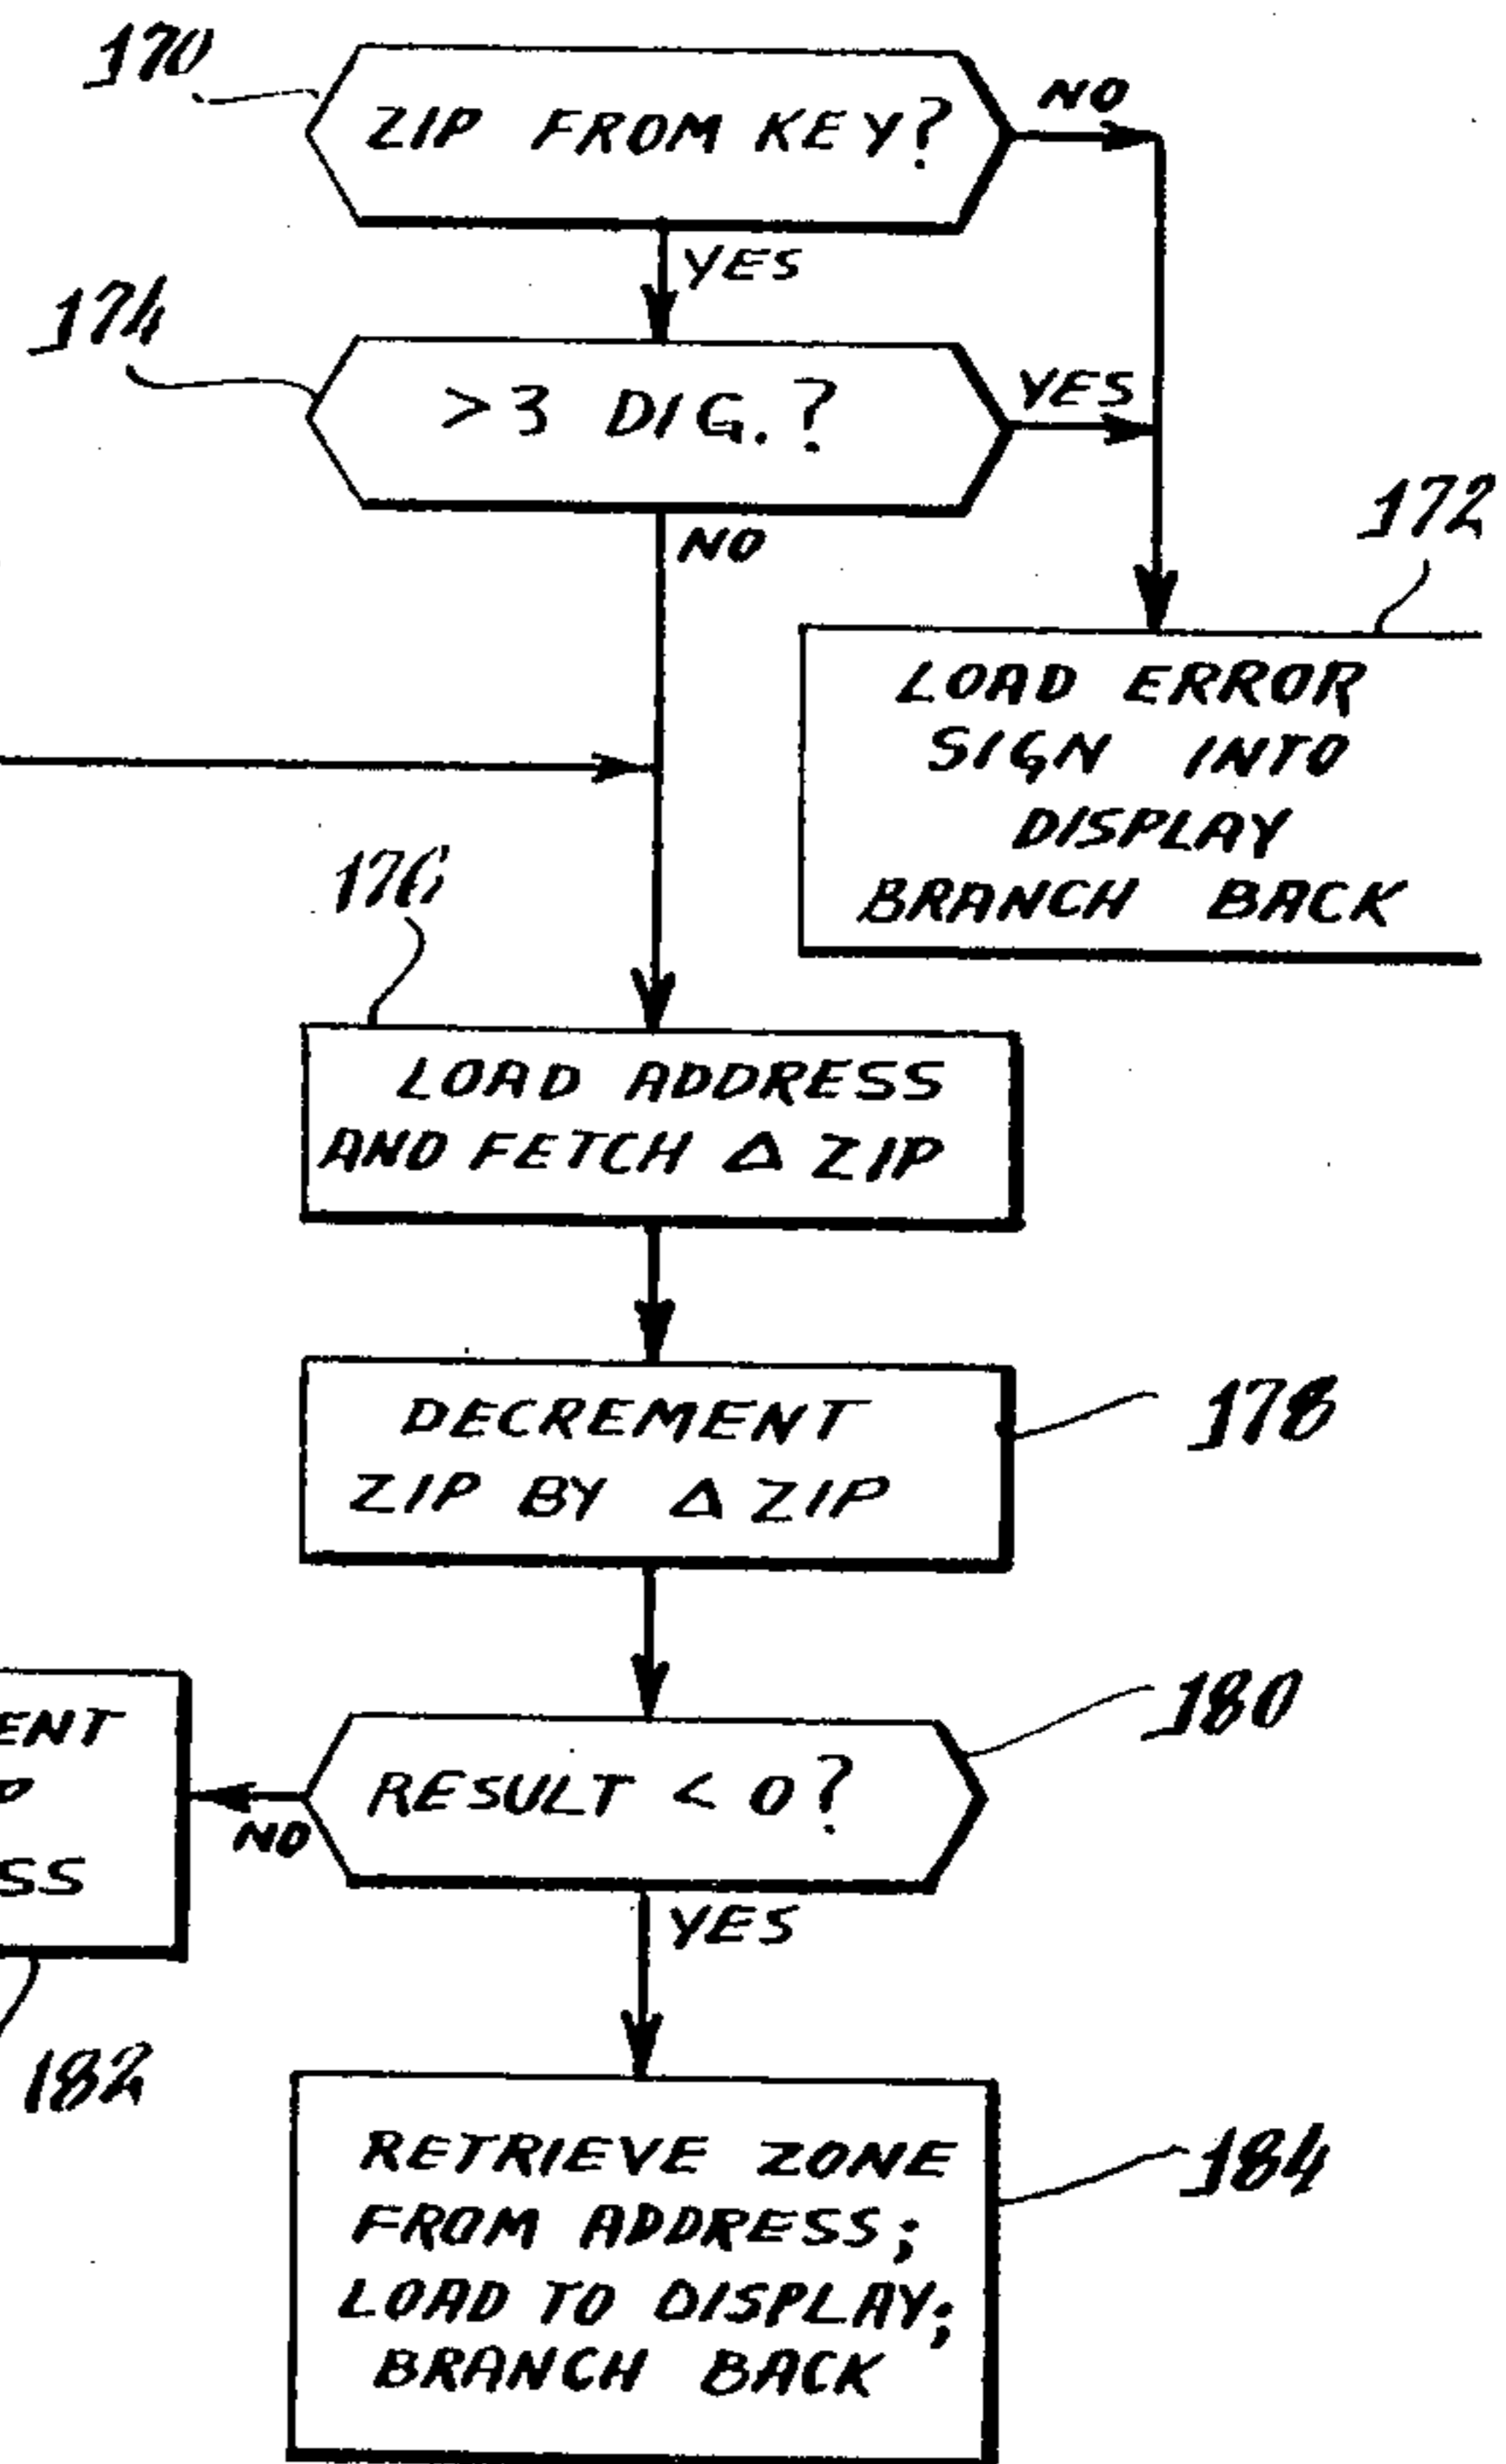 170
ZIP FROM KEY?
NO
YES
174
>3 DIG.?
YES
NO
172
LOAD ERROR
SIGN INTO
DISPLAY
BRANCH BACK
176
LOAD ADDRESS
AND FETCH Δ ZIP
DECREMENT
ZIP BY Δ ZIP
178
RESULT < 0?
180
NO
YES
ENT
P
SS
182
RETRIEVE ZONE
FROM ADDRESS;
LOAD TO DISPLAY;
BRANCH BACK
184